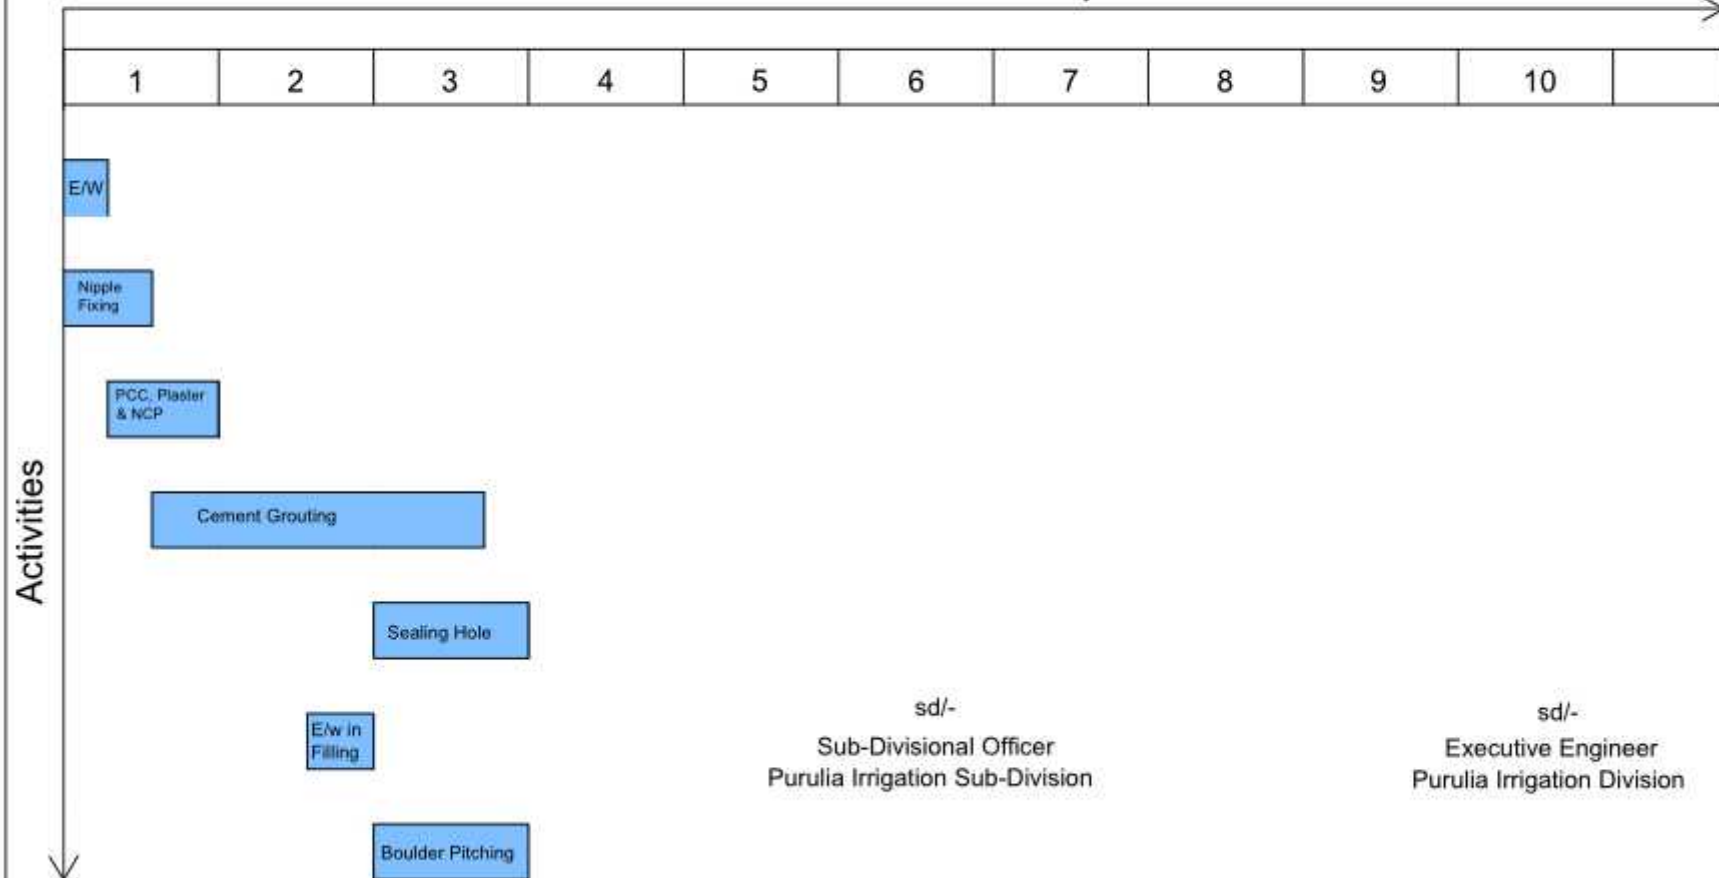 1 2 3 4 5 6 7 8 9 10
E/W
Nipple
Fixing
PCC, Plaster
& NCP
Cement Grouting
Sealing Hole
E/w in
Filling
Boulder Pitching
Activities
sd/-
Sub-Divisional Officer
Purulia Irrigation Sub-Division
sd/-
Executive Engineer
Purulia Irrigation Division